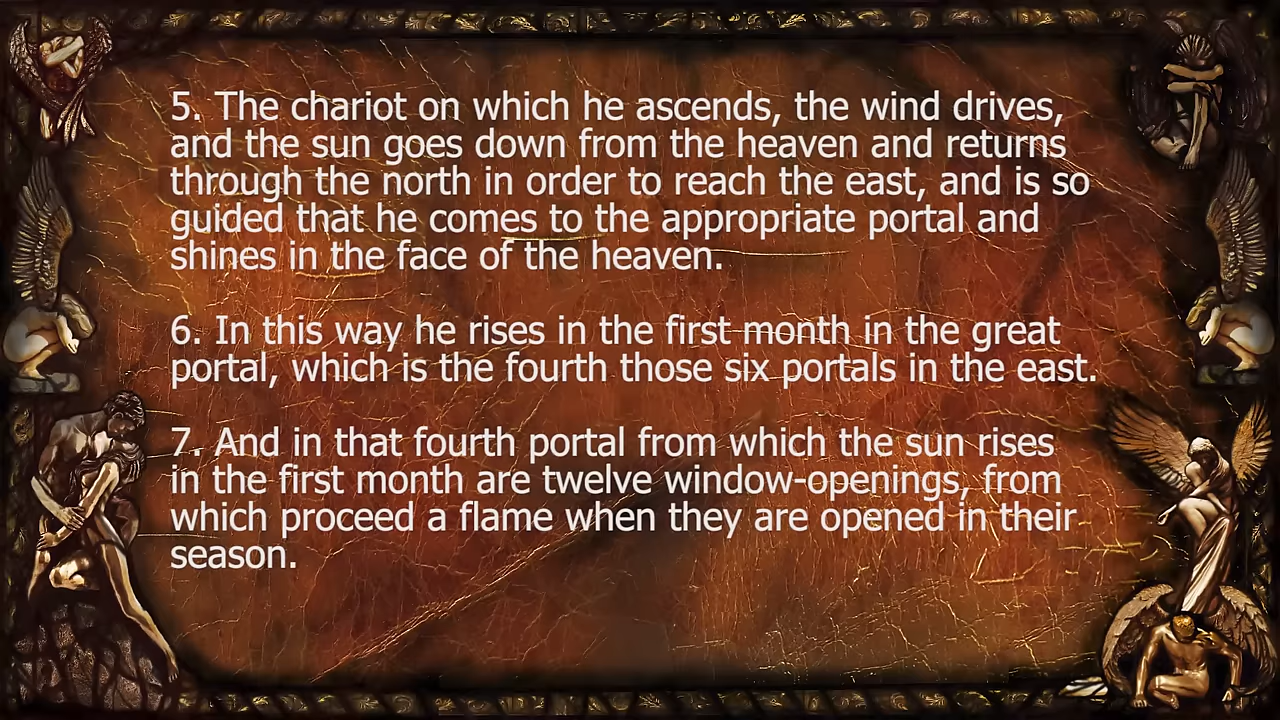 5. The chariot on which he ascends, the wind drives,
and the sun goes down from the heaven and returns
through the north in order to reach the east, and is so
guided that he comes to the appropriate portal and
shines in the face of the heaven.
6. In this way he rises in the first month in the great
portal, which is the fourth those six portals in the east.
7. And in that fourth portal from which the sun rises
in the first month are twelve window-openings, from
which proceed a flame when they are opened in their
season.